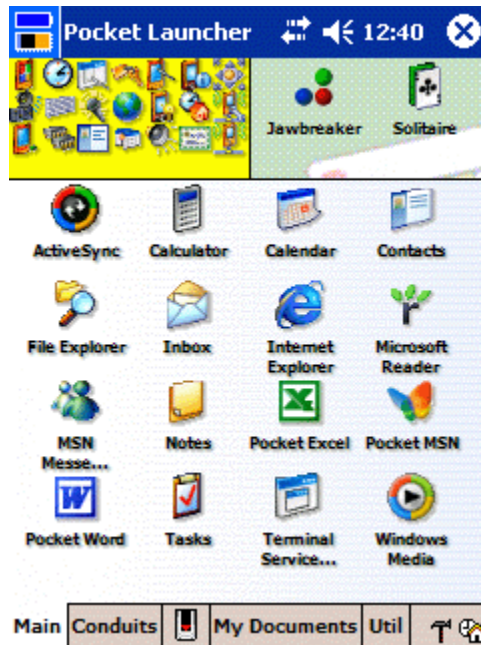 Pocket Launcher 12:40
Jawbreaker Solitaire
ActiveSync Calculator Calendar Contacts
File Explorer Inbox Internet Explorer Microsoft Reader
MSN Messe... Notes Pocket Excel Pocket MSN
Pocket Word Tasks Terminal Service... Windows Media
Main Conduits My Documents Util